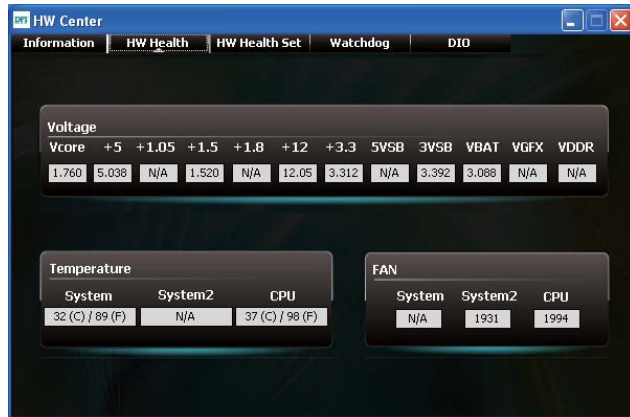 DFI HW Center
Information HW Health HW Health Set Watchdog DIO
Voltage
Vcore +5 +1.05 +1.5 +1.8 +12 +3.3 5VSB 3VSB VBAT VGFX VDDR
1.760 5.038 N/A 1.520 N/A 12.05 3.312 N/A 3.392 3.088 N/A N/A
Temperature
System System2 CPU
32 (C) / 89 (F) N/A 37 (C) / 98 (F)
FAN
System System2 CPU
N/A 1931 1994